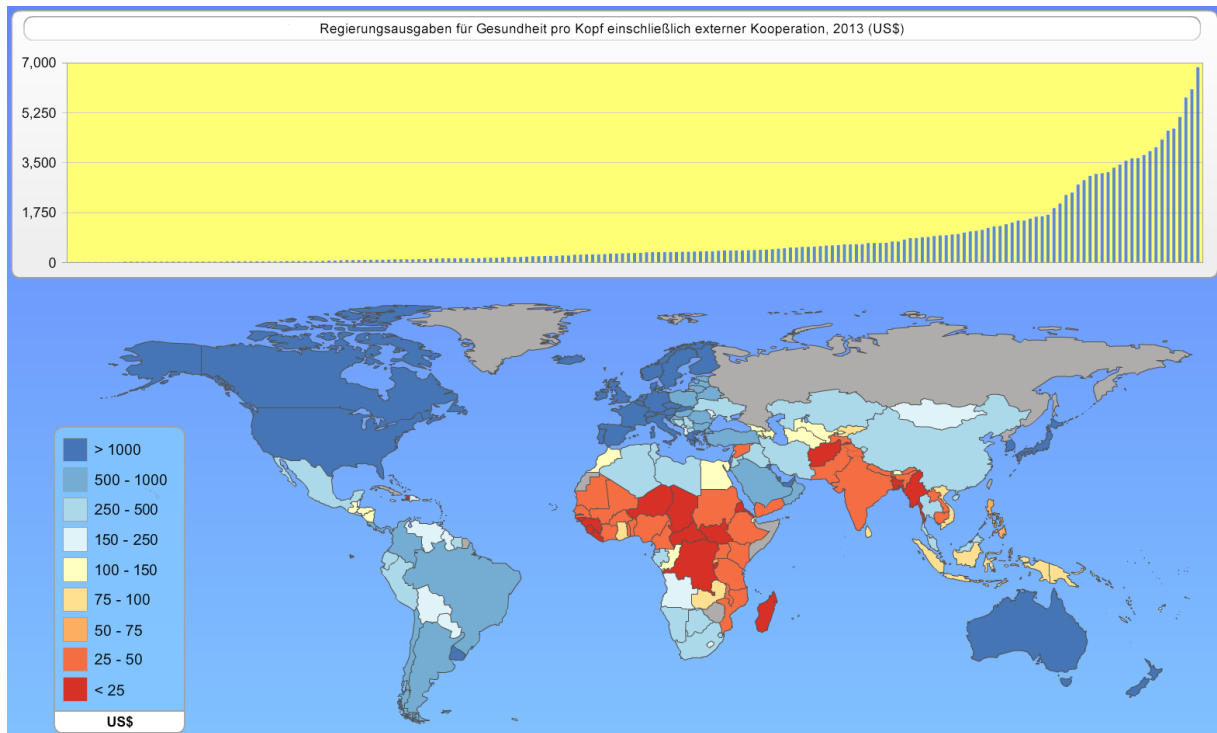 Regierungsausgaben für Gesundheit pro Kopf einschließlich externer Kooperation, 2013 (US$)
7,000
5,250
3,500
1,750
0
> 1000
500 - 1000
250 - 500
150 - 250
100 - 150
75 - 100
50 - 75
25 - 50
< 25
US$